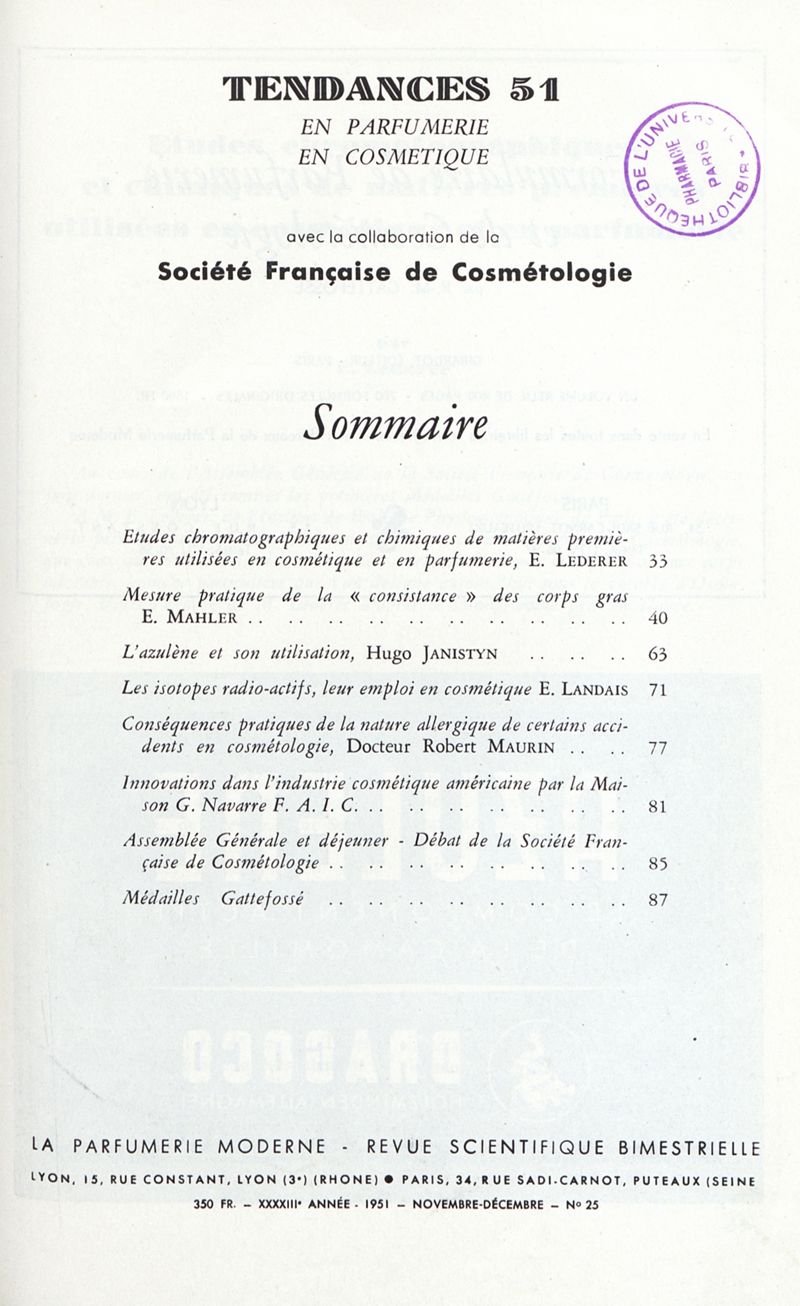 TENDANCES 51
EN PARFUMERIE
EN COSMETIQUE
BIBLIOTHEQUE DE L'UNIVERS
PHARMACIE
PARIS
avec la collaboration de la
Société Française de Cosmétologie
Sommaire
Etudes chromatographiques et chimiques de matières premiè-
res utilisées en cosmétique et en parfumerie, E. LEDERER 33
Mesure pratique de la « consistance » des corps gras
E. MAHLER . . . . . . . . . . . . . . . . . . . . 40
L'azulène et son utilisation, Hugo JANISTYN . . . . . . 63
Les isotopes radio-actifs, leur emploi en cosmétique E. LANDAIS 71
Conséquences pratiques de la nature allergique de certains acci-
dents en cosmétologie, Docteur Robert MAURIN . . . . 77
Innovations dans l'industrie cosmétique américaine par la Mai-
son G. Navarre F. A. I. C. . . . . . . . . . . . . . . 81
Assemblée Générale et déjeuner - Débat de la Société Fran-
çaise de Cosmétologie . . . . . . . . . . . . . . . . 85
Médailles Gattefossé . . . . . . . . . . . . . . . . 87
LA PARFUMERIE MODERNE - REVUE SCIENTIFIQUE BIMESTRIELLE
LYON, 15, RUE CONSTANT, LYON (3e) (RHONE) ● PARIS, 34, RUE SADI-CARNOT, PUTEAUX (SEINE
350 FR. – XXXXIIIe ANNÉE - 1951 – NOVEMBRE-DÉCEMBRE – No 25